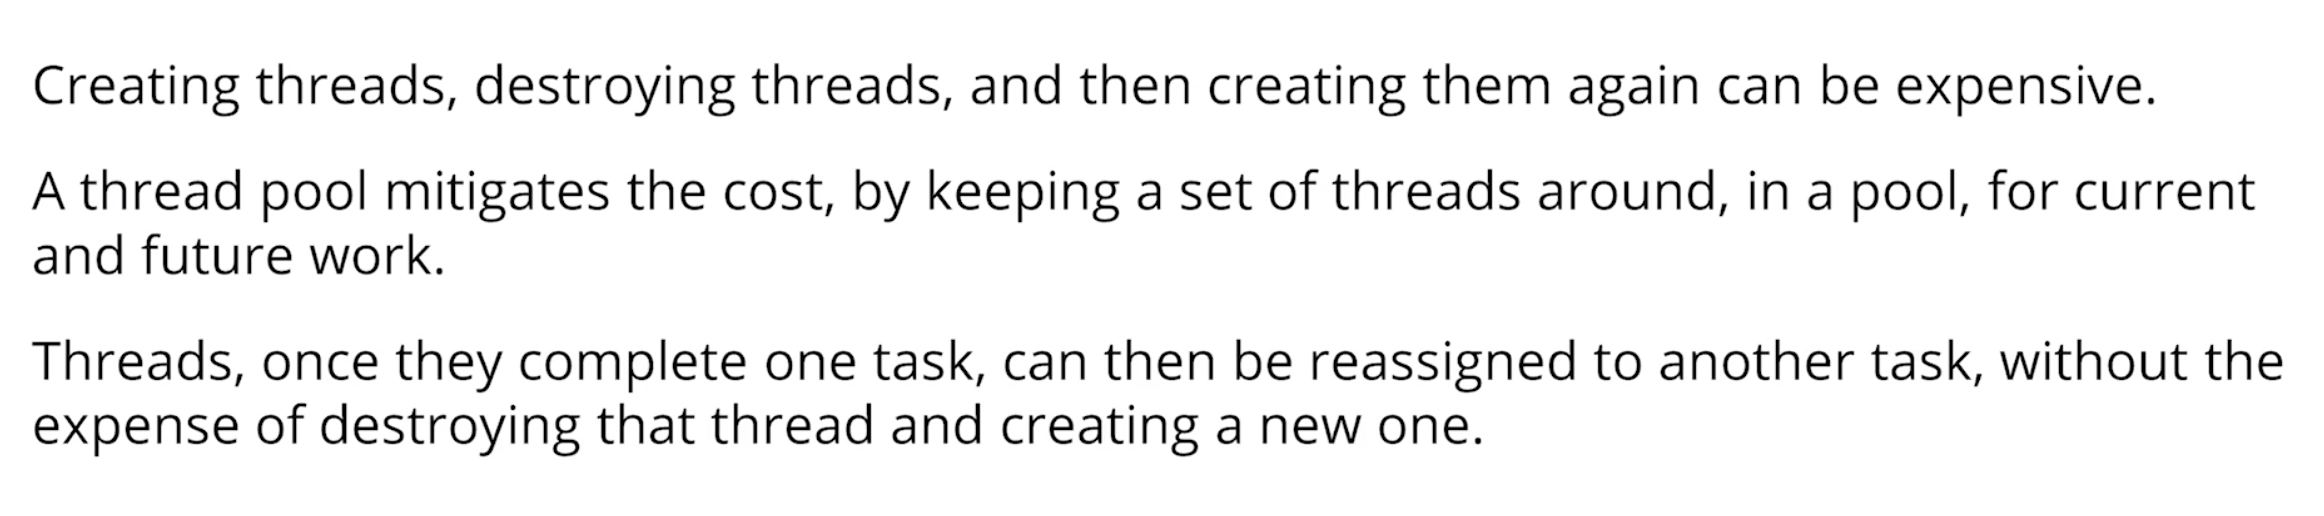 Creating threads, destroying threads, and then creating them again can be expensive.
A thread pool mitigates the cost, by keeping a set of threads around, in a pool, for current
and future work.
Threads, once they complete one task, can then be reassigned to another task, without the
expense of destroying that thread and creating a new one.